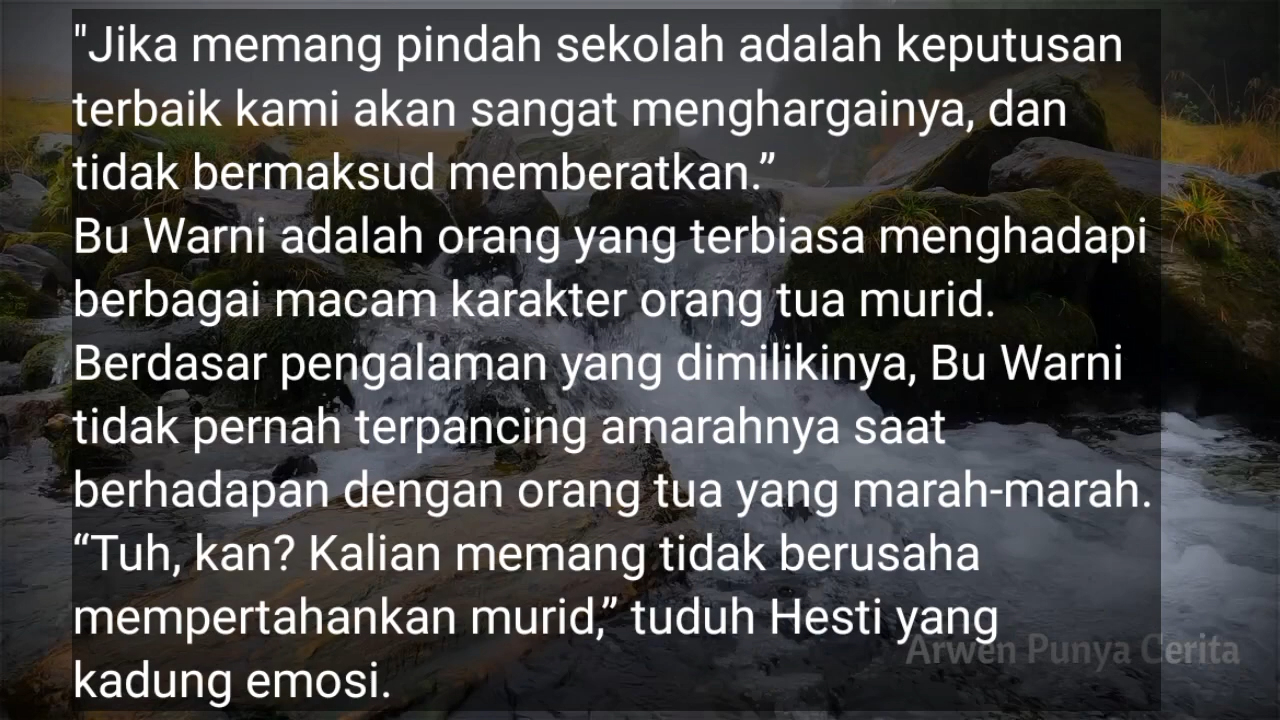 "Jika memang pindah sekolah adalah keputusan
terbaik kami akan sangat menghargainya, dan
tidak bermaksud memberatkan.”
Bu Warni adalah orang yang terbiasa menghadapi
berbagai macam karakter orang tua murid.
Berdasar pengalaman yang dimilikinya, Bu Warni
tidak pernah terpancing amarahnya saat
berhadapan dengan orang tua yang marah-marah.
“Tuh, kan? Kalian memang tidak berusaha
mempertahankan murid,” tuduh Hesti yang
kadung emosi.
Arwen Punya Cerita